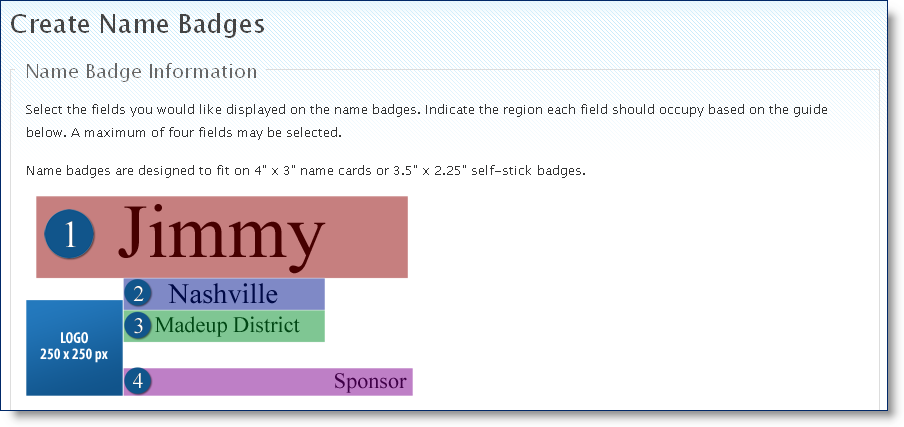 Create Name Badges
Name Badge Information
Select the fields you would like displayed on the name badges. Indicate the region each field should occupy based on the guide
below. A maximum of four fields may be selected.
Name badges are designed to fit on 4" x 3" name cards or 3.5" x 2.25" self-stick badges.
1 Jimmy
2 Nashville
3 Madeup District
LOGO
250 x 250 px
4 Sponsor